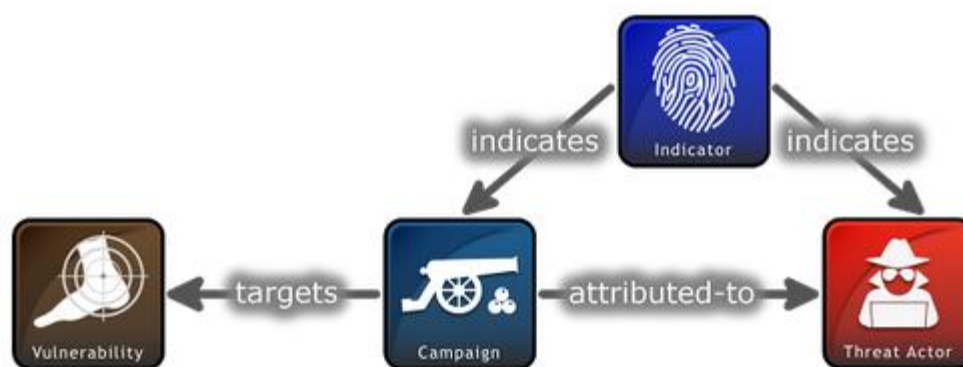 indicates
Indicator
indicates
Vulnerability
targets
Campaign
attributed-to
Threat Actor